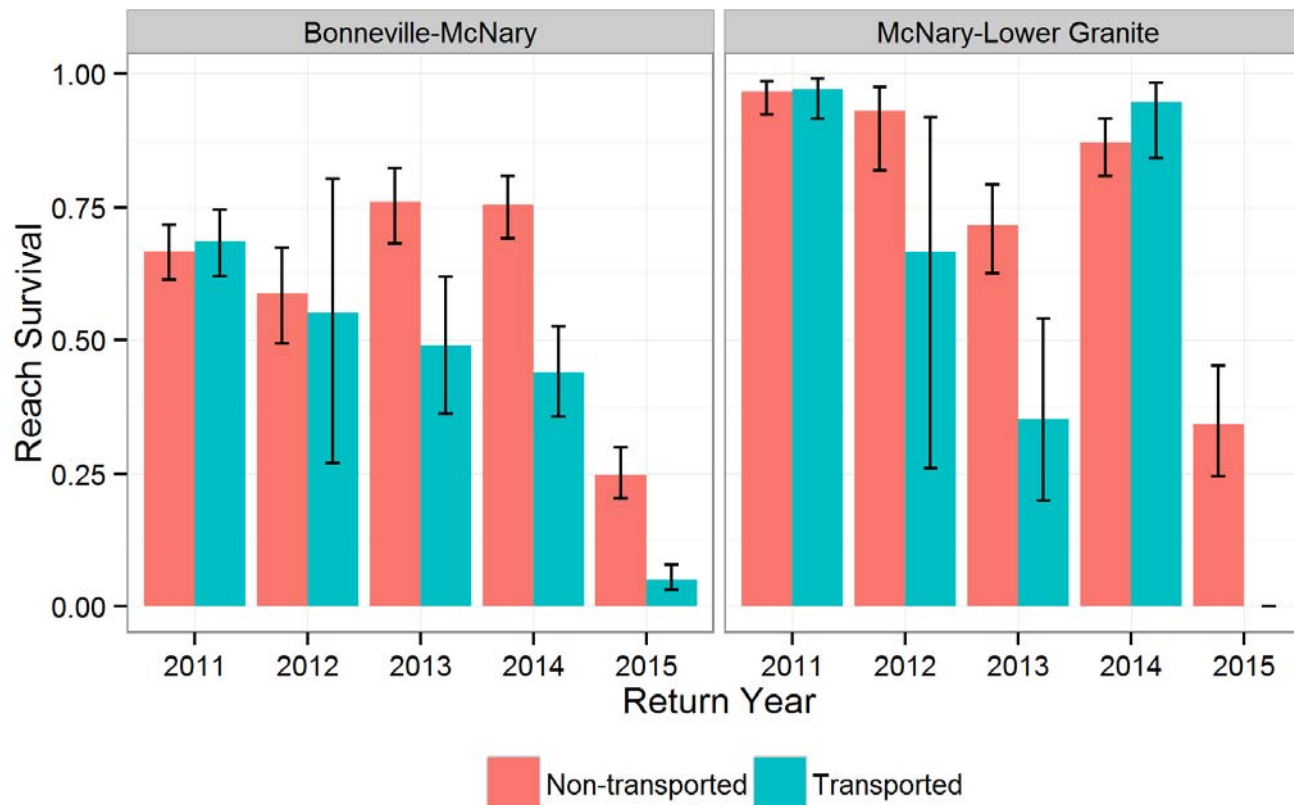 Bonneville-McNary
McNary-Lower Granite
Reach Survival
1.00
0.75
0.50
0.25
0.00
2011 2012 2013 2014 2015
2011 2012 2013 2014 2015
Return Year
Non-transported Transported